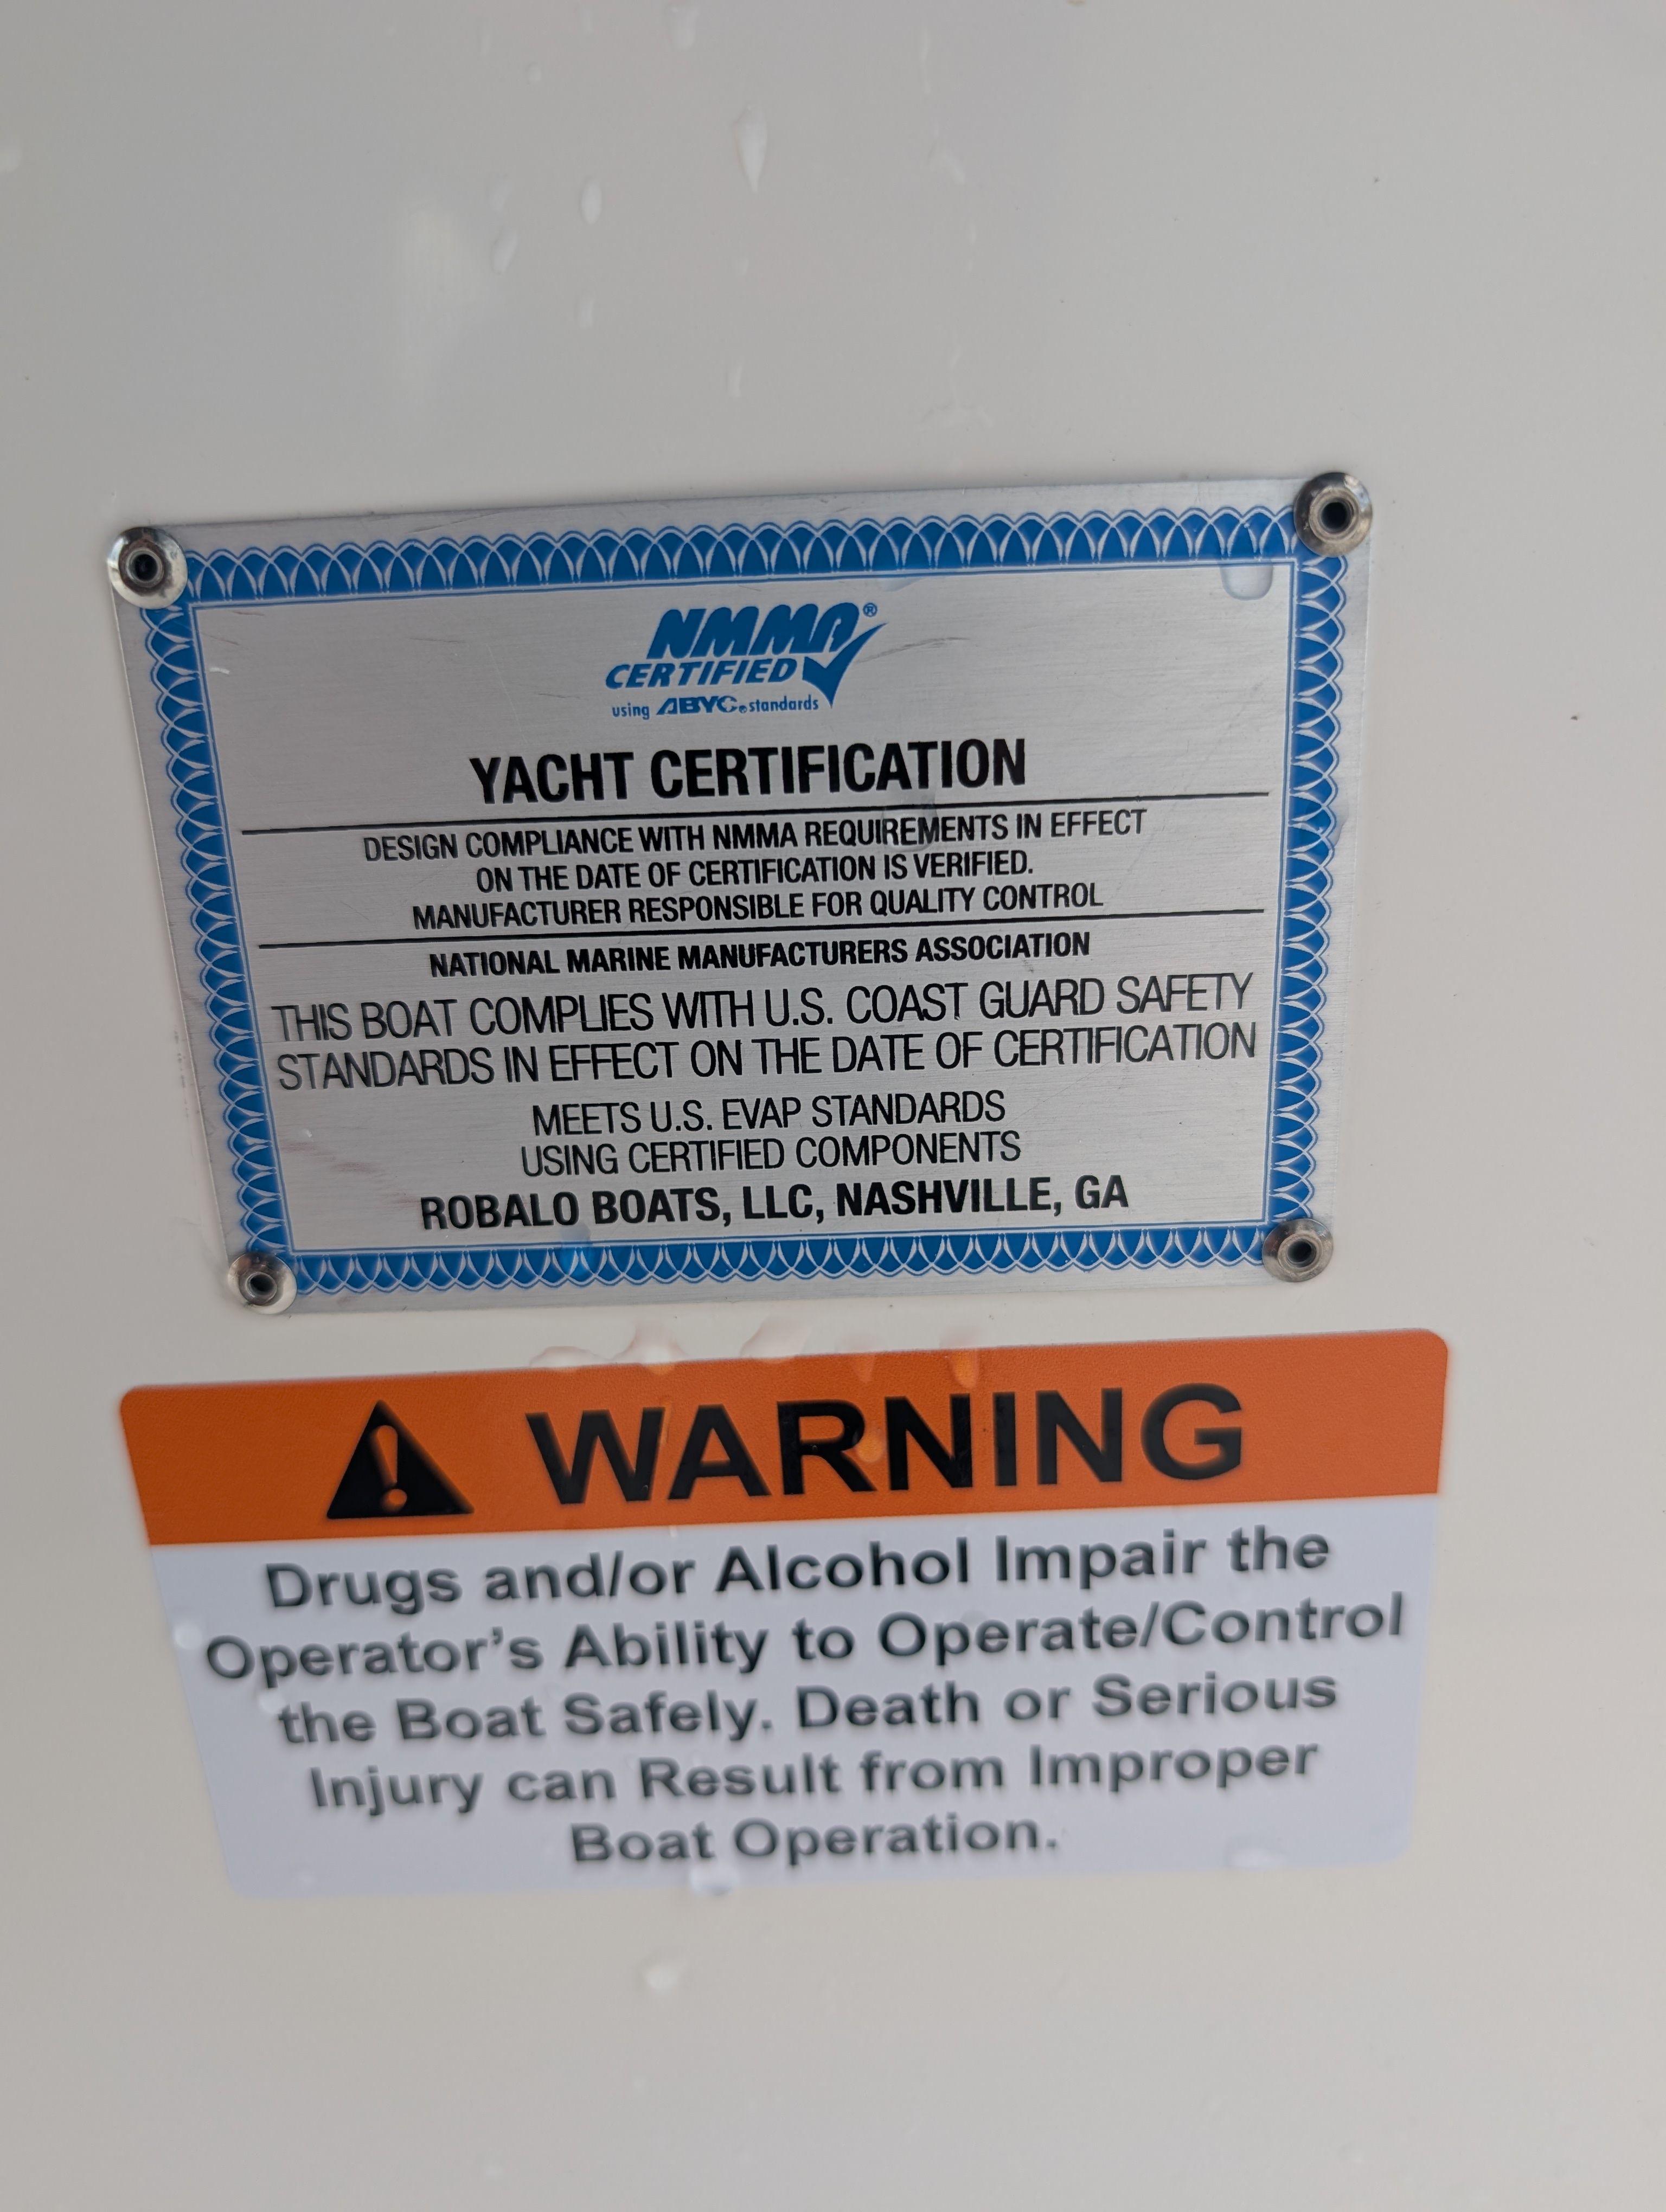 NMMA®
CERTIFIED
using ABYC® standards
YACHT CERTIFICATION
DESIGN COMPLIANCE WITH NMMA REQUIREMENTS IN EFFECT
ON THE DATE OF CERTIFICATION IS VERIFIED.
MANUFACTURER RESPONSIBLE FOR QUALITY CONTROL
NATIONAL MARINE MANUFACTURERS ASSOCIATION
THIS BOAT COMPLIES WITH U.S. COAST GUARD SAFETY
STANDARDS IN EFFECT ON THE DATE OF CERTIFICATION
MEETS U.S. EVAP STANDARDS
USING CERTIFIED COMPONENTS
ROBALO BOATS, LLC, NASHVILLE, GA
WARNING
Drugs and/or Alcohol Impair the
Operator's Ability to Operate/Control
the Boat Safely. Death or Serious
Injury can Result from Improper
Boat Operation.